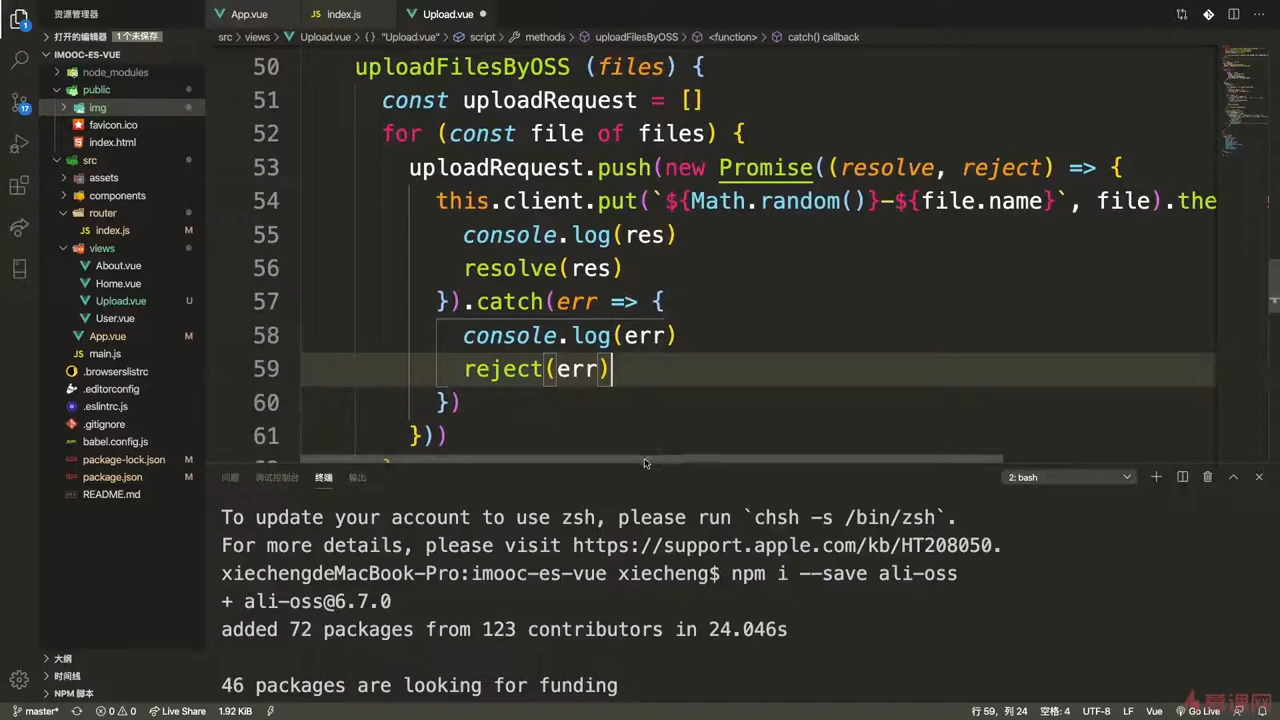 资源管理器
App.vue
index.js
Upload.vue
打开的编辑器
1 个未保存
src › views › Upload.vue › {} "Upload.vue" › script › methods › uploadFilesByOSS › <function> › catch() callback
IMOOC-ES-VUE
node_modules
public
img
favicon.ico
index.html
src
assets
components
router
index.js M
views
About.vue
Home.vue
Upload.vue U
User.vue
App.vue M
main.js
.browserslistrc
.editorconfig
.eslintrc.js
.gitignore
babel.config.js
package-lock.json M
package.json M
README.md
大纲
时间线
NPM 脚本
1
17
50 uploadFilesByOSS (files) {
51 const uploadRequest = []
52 for (const file of files) {
53 uploadRequest.push(new Promise((resolve, reject) => {
54 this.client.put(`${Math.random()}-${file.name}`, file).the
55 console.log(res)
56 resolve(res)
57 }).catch(err => {
58 console.log(err)
59 reject(err)
60 })
61 }))
问题 调试控制台 终端 输出
2: bash
To update your account to use zsh, please run `chsh -s /bin/zsh`.
For more details, please visit https://support.apple.com/kb/HT208050.
xiechengdeMacBook-Pro:imooc-es-vue xiecheng$ npm i --save ali-oss
+ ali-oss@6.7.0
added 72 packages from 123 contributors in 24.046s
46 packages are looking for funding
master* 0 0 Live Share 1.92 KiB
行 59，列 24 空格: 4 UTF-8 LF Vue Go Live
慕课网